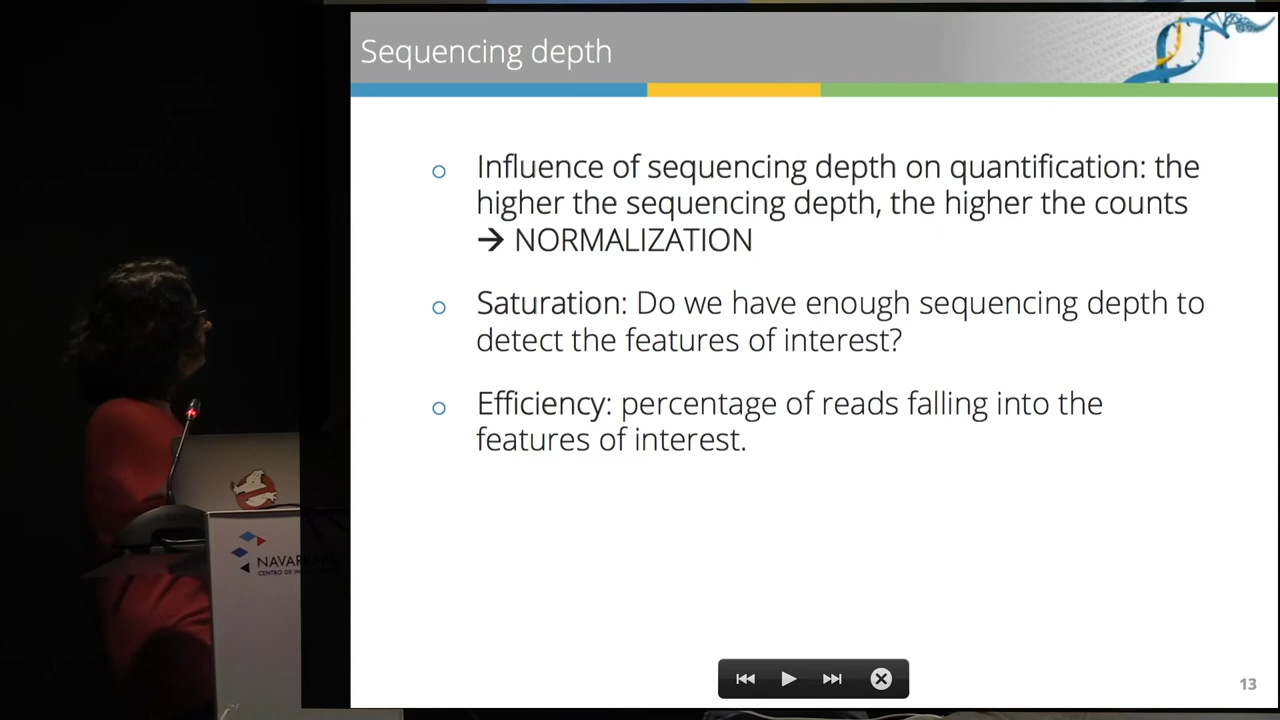 Sequencing depth
Influence of sequencing depth on quantification: the
higher the sequencing depth, the higher the counts
→ NORMALIZATION
Saturation: Do we have enough sequencing depth to
detect the features of interest?
Efficiency: percentage of reads falling into the
features of interest.
CENTRO DE
13